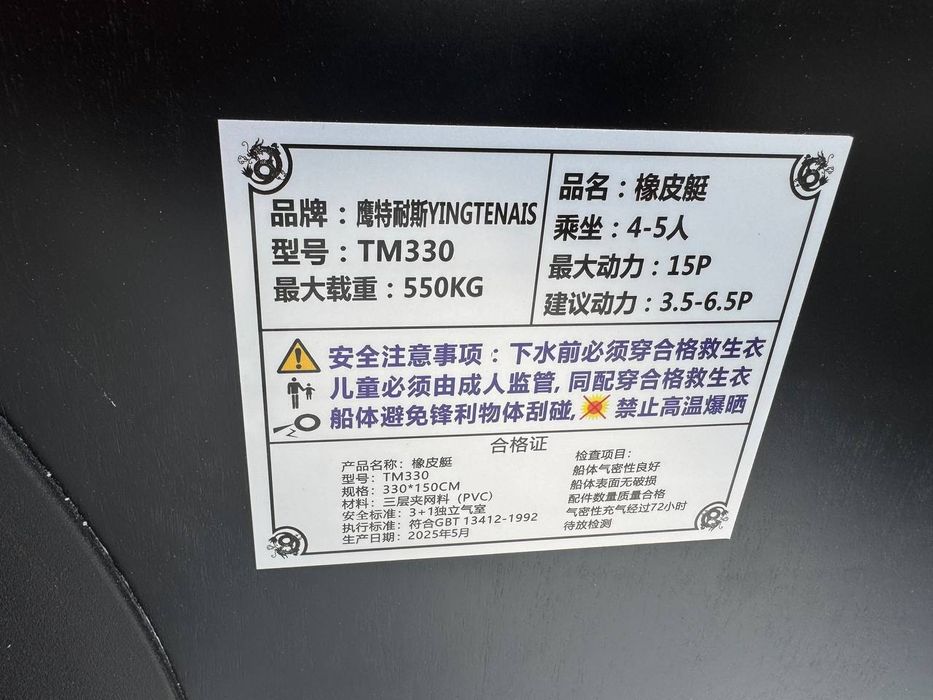 品牌：鹰特耐斯YINGTENAIS
型号：TM330
最大载重：550KG
品名：橡皮艇
乘坐：4-5人
最大动力：15P
建议动力：3.5-6.5P
安全注意事项：下水前必须穿合格救生衣
儿童必须由成人监管, 同配穿合格救生衣
船体避免锋利物体刮碰, 禁止高温爆晒
合格证
产品名称：橡皮艇
型号：TM330
规格：330*150CM
材料：三层夹网料（PVC）
安全标准：3+1独立气室
执行标准：符合GBT 13412-1992
生产日期：2025年5月
检查项目：
船体气密性良好
船体表面无破损
配件数量质量合格
气密性充气经过72小时
待放检测